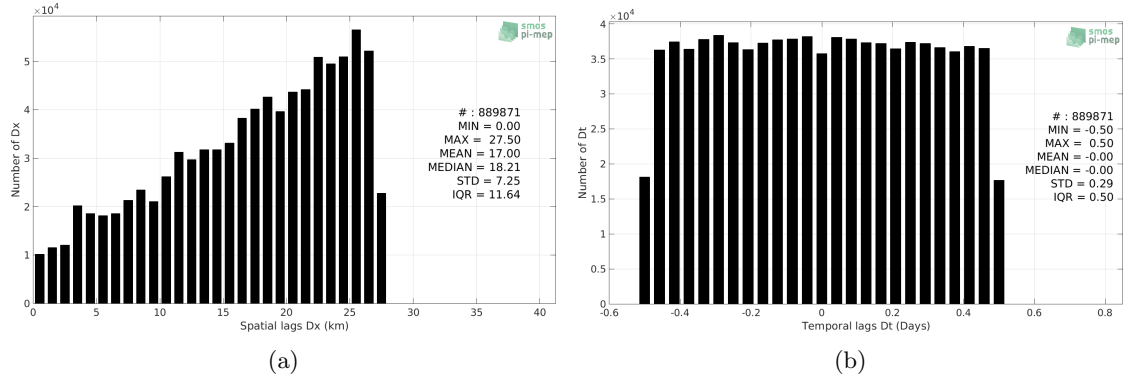 ×10⁴
smos
pi-mep
5
4
3
2
1
0
Number of Dx
# : 889871
MIN = 0.00
MAX = 27.50
MEAN = 17.00
MEDIAN = 18.21
STD = 7.25
IQR = 11.64
0 5 10 15 20 25 30 35 40
Spatial lags Dx (km)
(a)
×10⁴
smos
pi-mep
4
3.5
3
2.5
2
1.5
1
0.5
0
Number of Dt
# : 889871
MIN = -0.50
MAX = 0.50
MEAN = -0.00
MEDIAN = -0.00
STD = 0.29
IQR = 0.50
-0.6 -0.4 -0.2 0 0.2 0.4 0.6 0.8
Temporal lags Dt (Days)
(b)